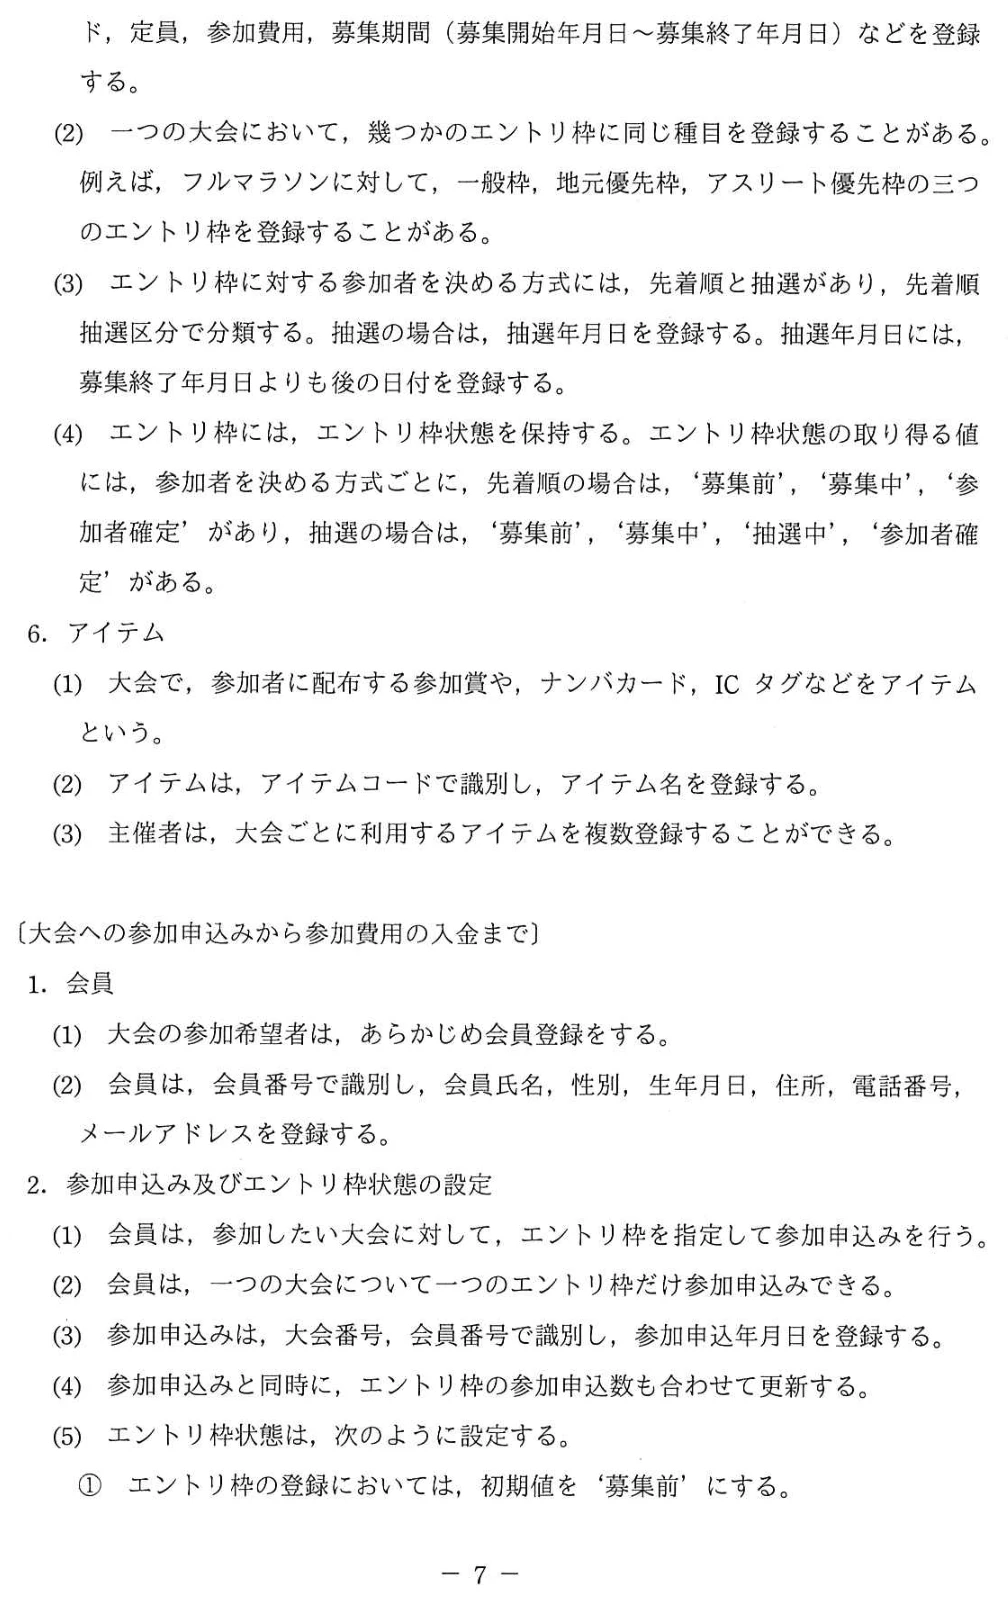 ド，定員，参加費用，募集期間（募集開始年月日～募集終了年月日）などを登録
する。
(2)　一つの大会において，幾つかのエントリ枠に同じ種目を登録することがある。
例えば，フルマラソンに対して，一般枠，地元優先枠，アスリート優先枠の三つ
のエントリ枠を登録することがある。
(3)　エントリ枠に対する参加者を決める方式には，先着順と抽選があり，先着順
抽選区分で分類する。抽選の場合は，抽選年月日を登録する。抽選年月日には，
募集終了年月日よりも後の日付を登録する。
(4)　エントリ枠には，エントリ枠状態を保持する。エントリ枠状態の取り得る値
には，参加者を決める方式ごとに，先着順の場合は，‘募集前’，‘募集中’，‘参
加者確定’ があり，抽選の場合は，‘募集前’，‘募集中’，‘抽選中’，‘参加者確
定’ がある。
6．アイテム
(1)　大会で，参加者に配布する参加賞や，ナンバカード，IC タグなどをアイテム
という。
(2)　アイテムは，アイテムコードで識別し，アイテム名を登録する。
(3)　主催者は，大会ごとに利用するアイテムを複数登録することができる。
〔大会への参加申込みから参加費用の入金まで〕
1．会員
(1)　大会の参加希望者は，あらかじめ会員登録をする。
(2)　会員は，会員番号で識別し，会員氏名，性別，生年月日，住所，電話番号，
メールアドレスを登録する。
2．参加申込み及びエントリ枠状態の設定
(1)　会員は，参加したい大会に対して，エントリ枠を指定して参加申込みを行う。
(2)　会員は，一つの大会について一つのエントリ枠だけ参加申込みできる。
(3)　参加申込みは，大会番号，会員番号で識別し，参加申込年月日を登録する。
(4)　参加申込みと同時に，エントリ枠の参加申込数も合わせて更新する。
(5)　エントリ枠状態は，次のように設定する。
①　エントリ枠の登録においては，初期値を ‘募集前’ にする。
－ 7 －